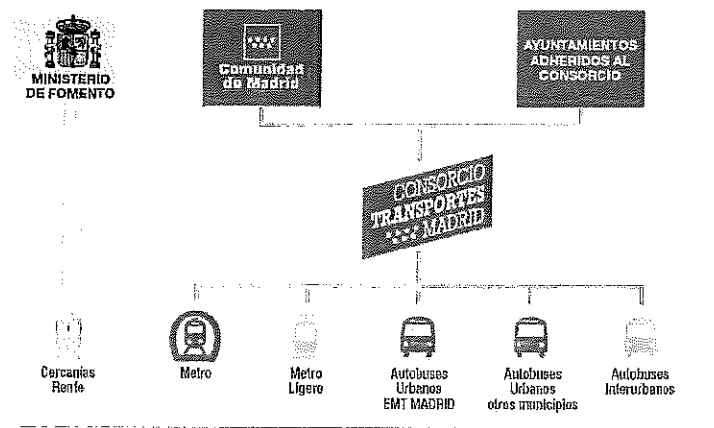 MINISTERIO
DE FOMENTO
Comunidad
de Madrid
AYUNTAMIENTOS
ADHERIDOS AL
CONSORCIO
CONSORCIO
TRANSPORTES
MADRID
Cercanías
Renfe
Metro
Metro
Ligero
Autobuses
Urbanos
EMT MADRID
Autobuses
Urbanos
otros municipios
Autobuses
Interurbanos